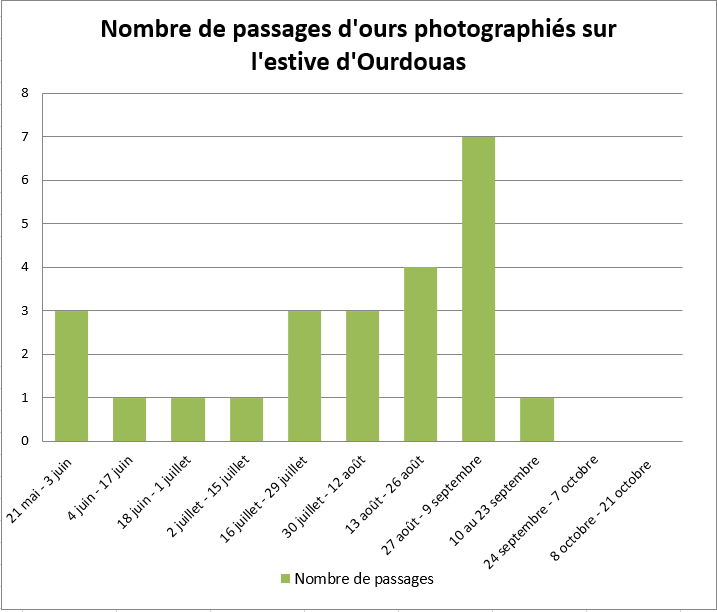 Nombre de passages d'ours photographiés sur
l'estive d'Ourdouas
8
7
6
5
4
3
2
1
0
21 mai - 3 juin
4 juin - 17 juin
18 juin - 1 juillet
2 juillet - 15 juillet
16 juillet - 29 juillet
30 juillet - 12 août
13 août - 26 août
27 août - 9 septembre
10 au 23 septembre
24 septembre - 7 octobre
8 octobre - 21 octobre
Nombre de passages